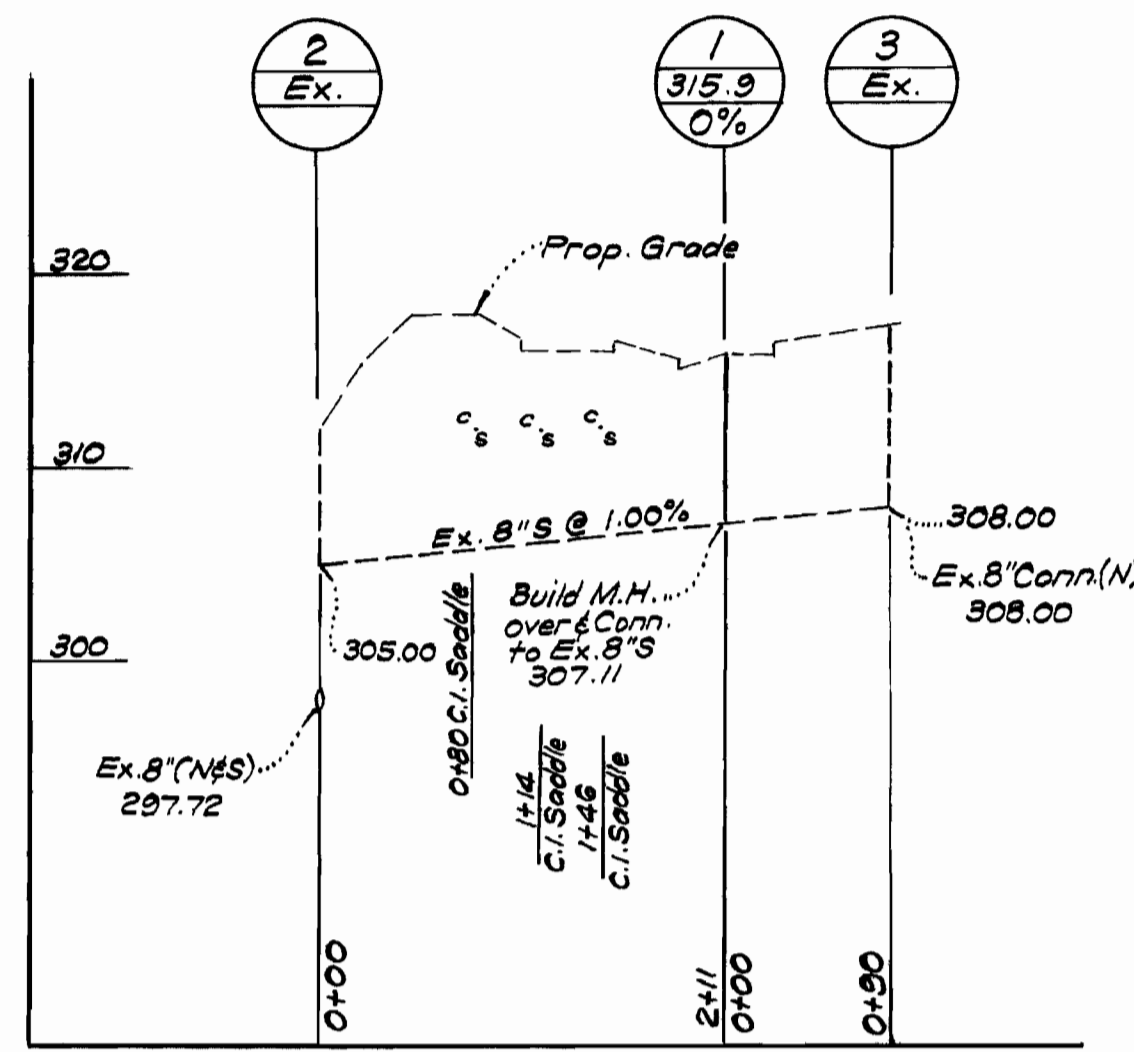 2
Ex.
1
315.9
0%
3
Ex.
320
Prop. Grade
c.s
c.s
c.s
310
Ex. 8"S @ 1.00%
308.00
Ex.8"Conn.(N)
308.00
Build M.H.
over & Conn.
to Ex. 8"S
307.11
300
305.00
0+80 C.I. Saddle
Ex. 8"(N&S)
297.72
1+14
C.I. Saddle
1+46
C.I. Saddle
0+00
2+11
0+00
0+90